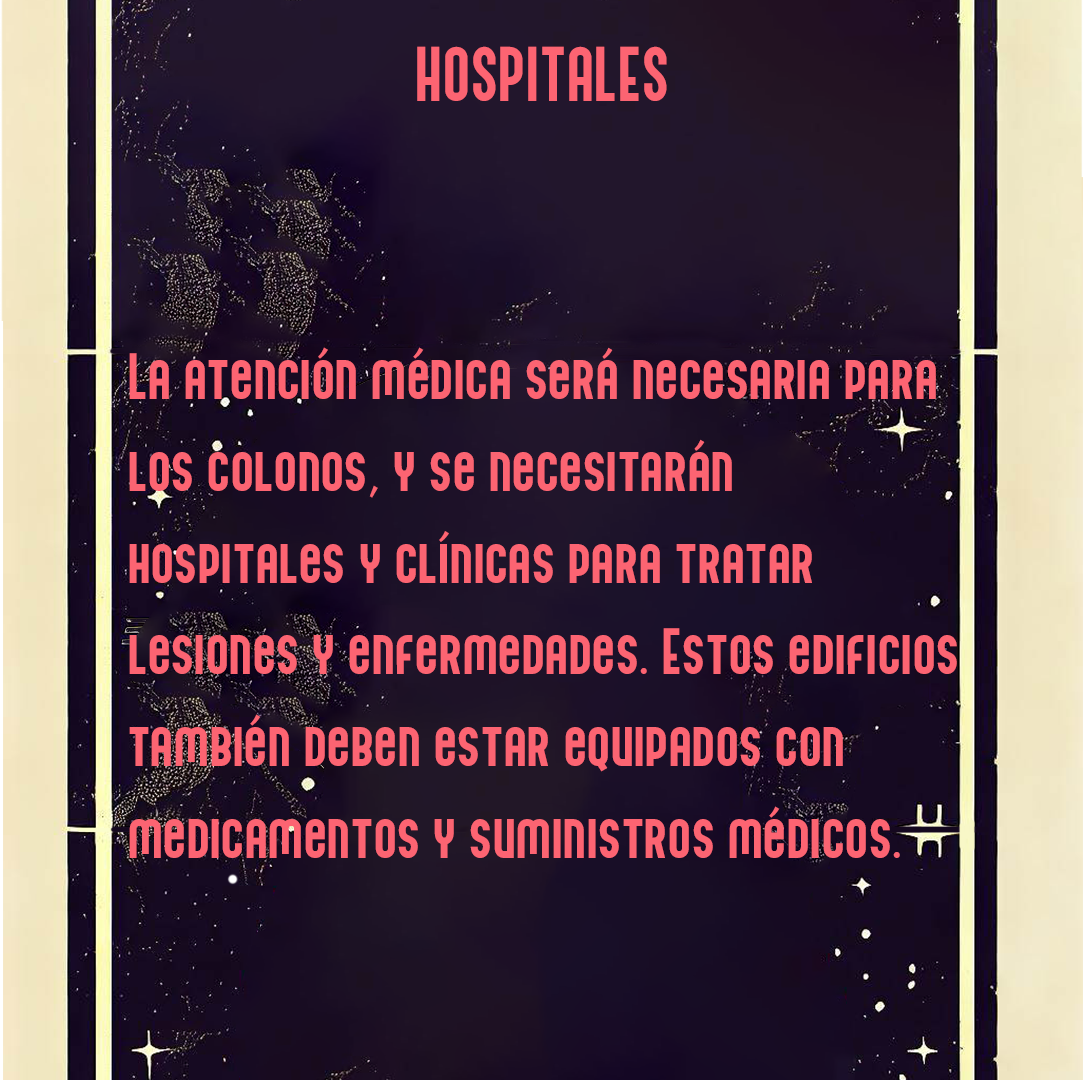 HOSPITALES
La atención médica será necesaria para
los colonos, y se necesitarán
hospitales y clínicas para tratar
lesiones y enfermedades. Estos edificios
también deben estar equipados con
medicamentos y suministros médicos.